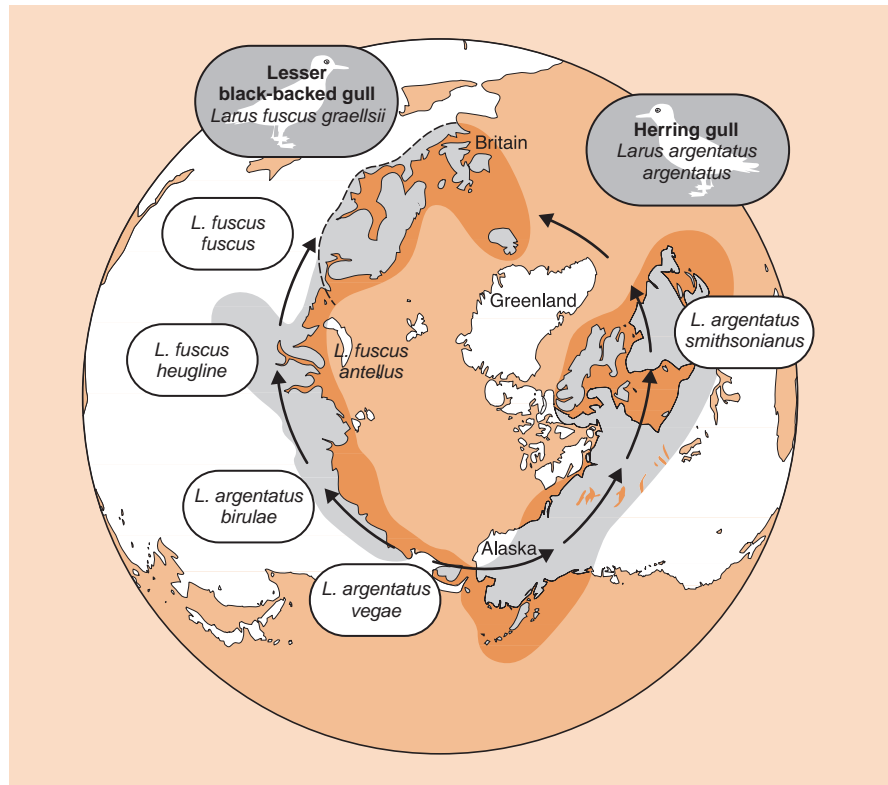 Lesser
black-backed gull
Larus fuscus graellsii
Britain
Herring gull
Larus argentatus
argentatus
L. fuscus
fuscus
Greenland
L. argentatus
smithsonianus
L. fuscus
heugline
L. fuscus
antellus
L. argentatus
birulae
Alaska
L. argentatus
vegae